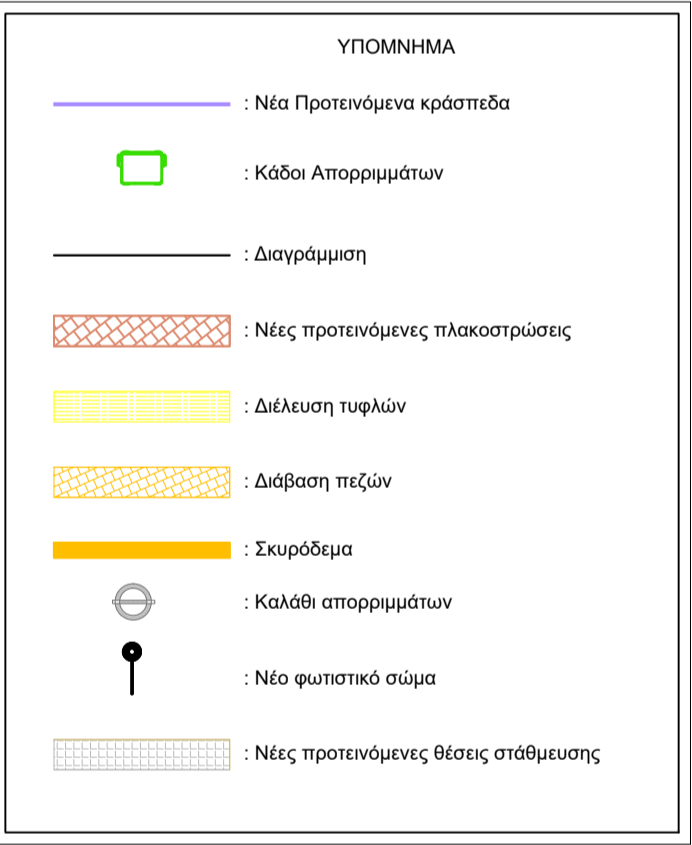 ΥΠΟΜΝΗΜΑ
: Νέα Προτεινόμενα κράσπεδα
: Κάδοι Απορριμμάτων
: Διαγράμμιση
: Νέες προτεινόμενες πλακοστρώσεις
: Διέλευση τυφλών
: Διάβαση πεζών
: Σκυρόδεμα
: Καλάθι απορριμμάτων
: Νέο φωτιστικό σώμα
: Νέες προτεινόμενες θέσεις στάθμευσης